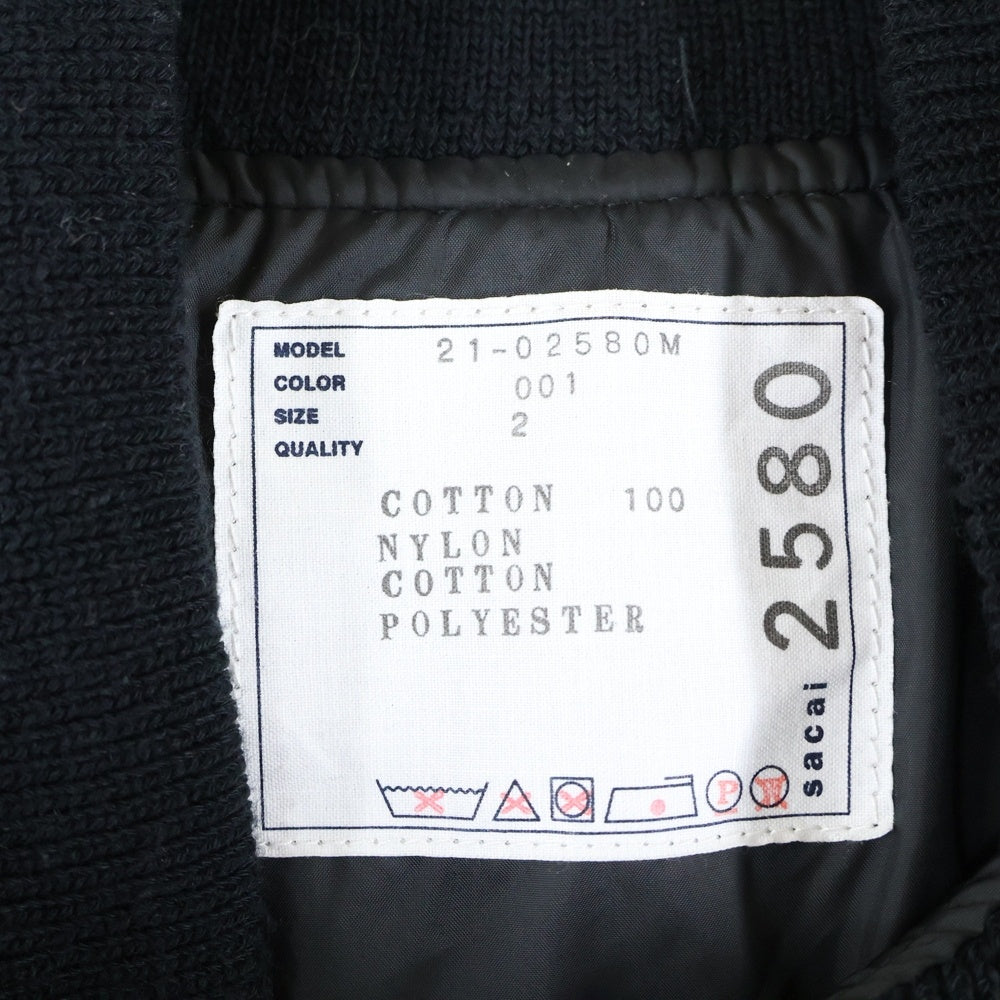 MODEL 21-02580M
COLOR 001
SIZE 2
QUALITY
COTTON 100
NYLON
COTTON
POLYESTER
P
sacai 2580